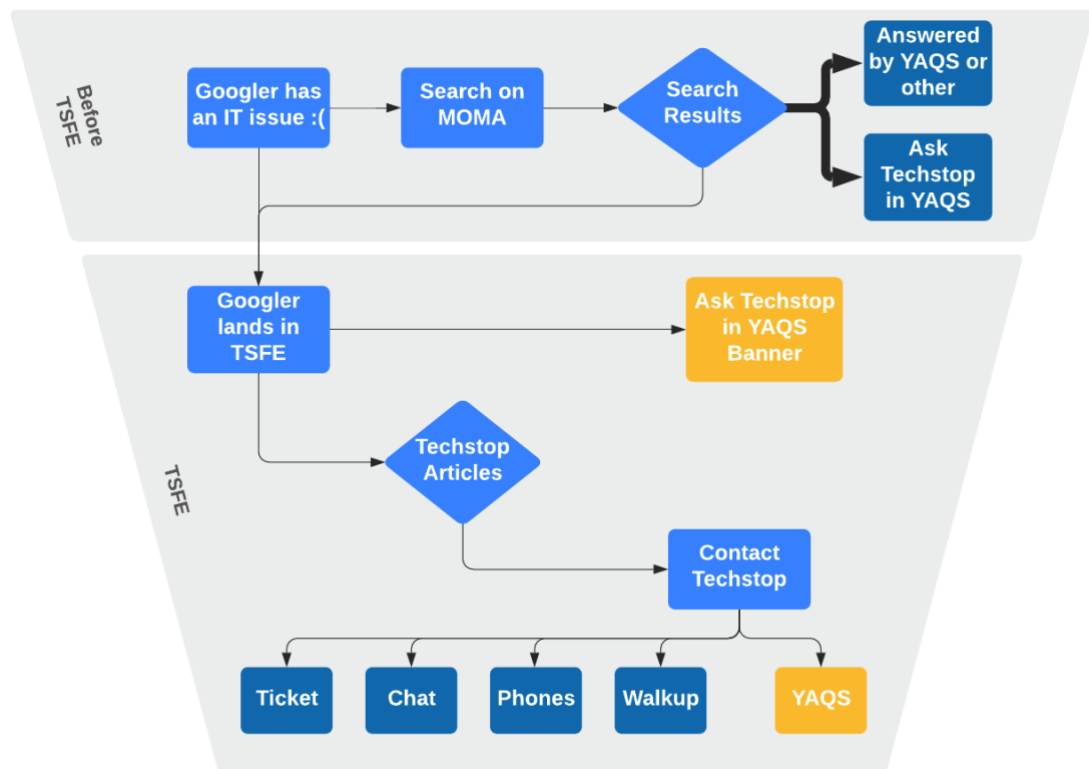 Before
TSFE
Googler has
an IT issue :(
Search on
MOMA
Search
Results
Answered
by YAQS or
other
Ask
Techstop
in YAQS
TSFE
Googler
lands in
TSFE
Ask Techstop
in YAQS
Banner
Techstop
Articles
Contact
Techstop
Ticket
Chat
Phones
Walkup
YAQS